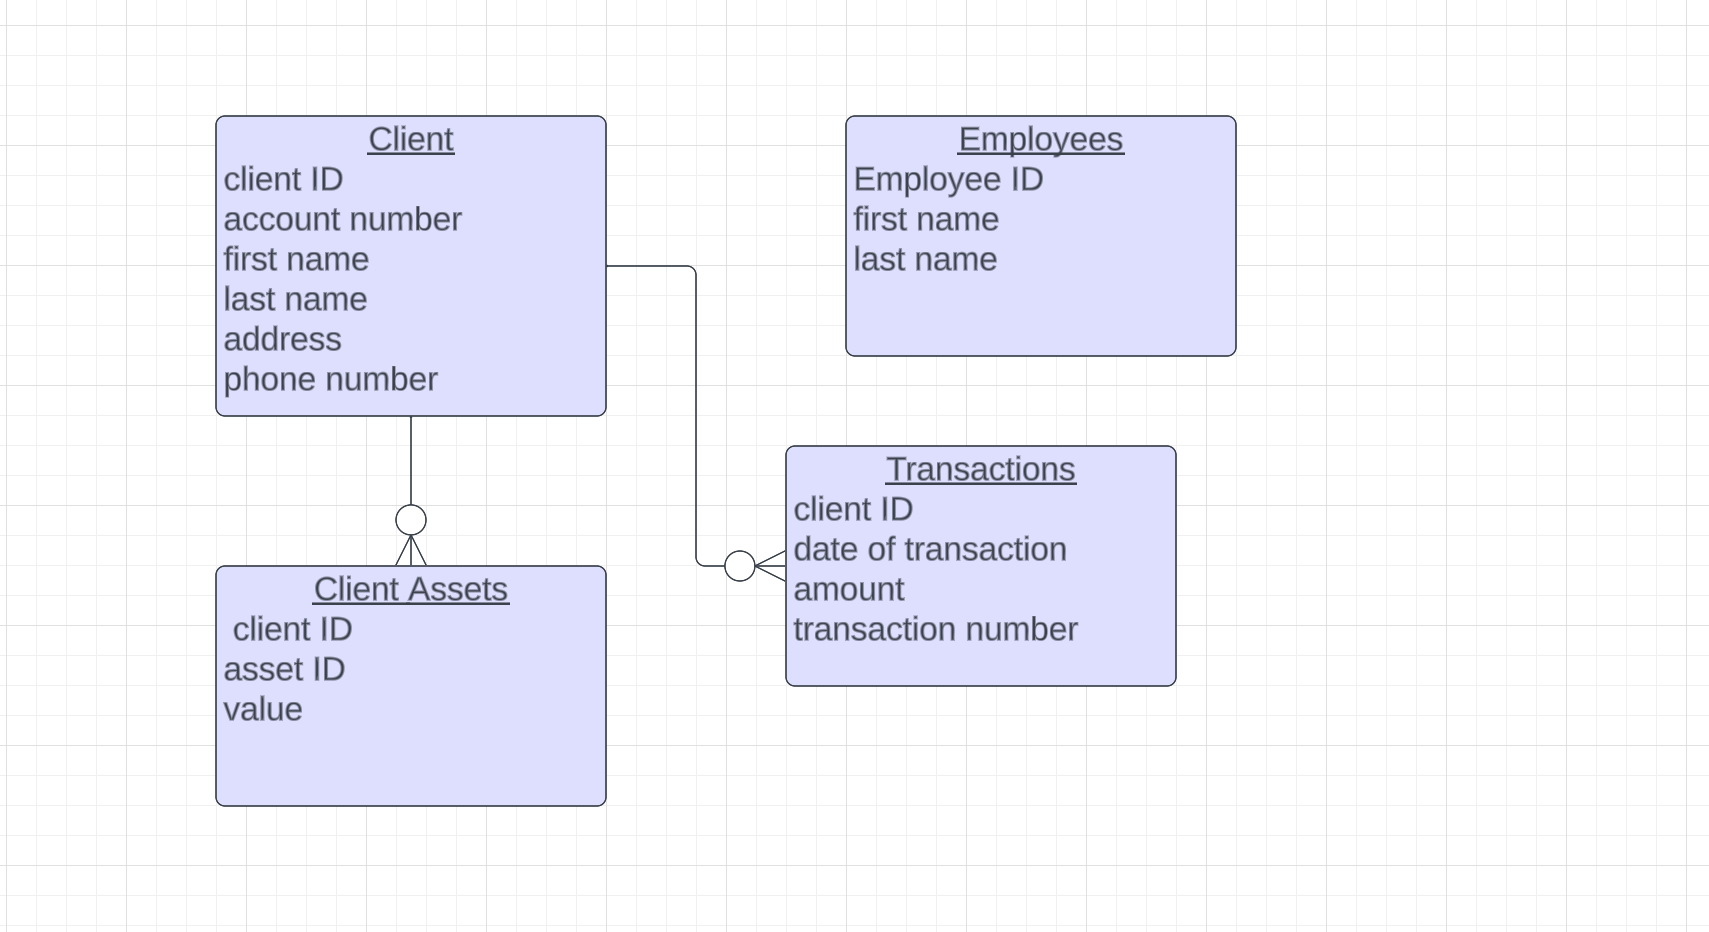 Client
client ID
account number
first name
last name
address
phone number
Employees
Employee ID
first name
last name
Client Assets
client ID
asset ID
value
Transactions
client ID
date of transaction
amount
transaction number